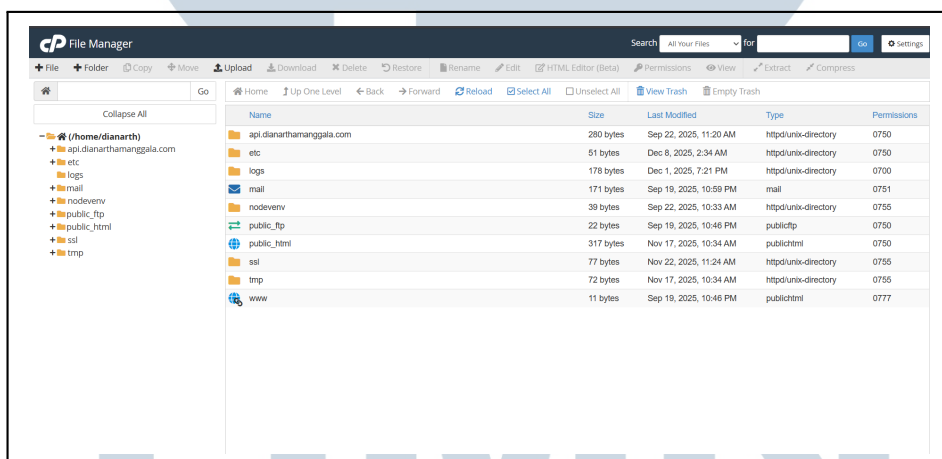 cP File Manager
Search All Your Files for Go Settings
File Folder Copy Move Upload Download Delete Restore Rename Edit HTML Editor (Beta) Permissions View Extract Compress
Go Home Up One Level Back Forward Reload Select All Unselect All View Trash Empty Trash
Collapse All
Name Size Last Modified Type Permissions
(/home/dianarth)
api.dianarthamanggala.com
etc
logs
mail
nodevenv
public_ftp
public_html
ssl
tmp
api.dianarthamanggala.com 280 bytes Sep 22, 2025, 11:20 AM httpd/unix-directory 0750
etc 51 bytes Dec 8, 2025, 2:34 AM httpd/unix-directory 0750
logs 178 bytes Dec 1, 2025, 7:21 PM httpd/unix-directory 0700
mail 171 bytes Sep 19, 2025, 10:59 PM mail 0751
nodevenv 39 bytes Sep 22, 2025, 10:33 AM httpd/unix-directory 0755
public_ftp 22 bytes Sep 19, 2025, 10:46 PM publicftp 0750
public_html 317 bytes Nov 17, 2025, 10:34 AM publichtml 0750
ssl 77 bytes Nov 22, 2025, 11:24 AM httpd/unix-directory 0755
tmp 72 bytes Nov 17, 2025, 10:34 AM httpd/unix-directory 0755
www 11 bytes Sep 19, 2025, 10:46 PM publichtml 0777